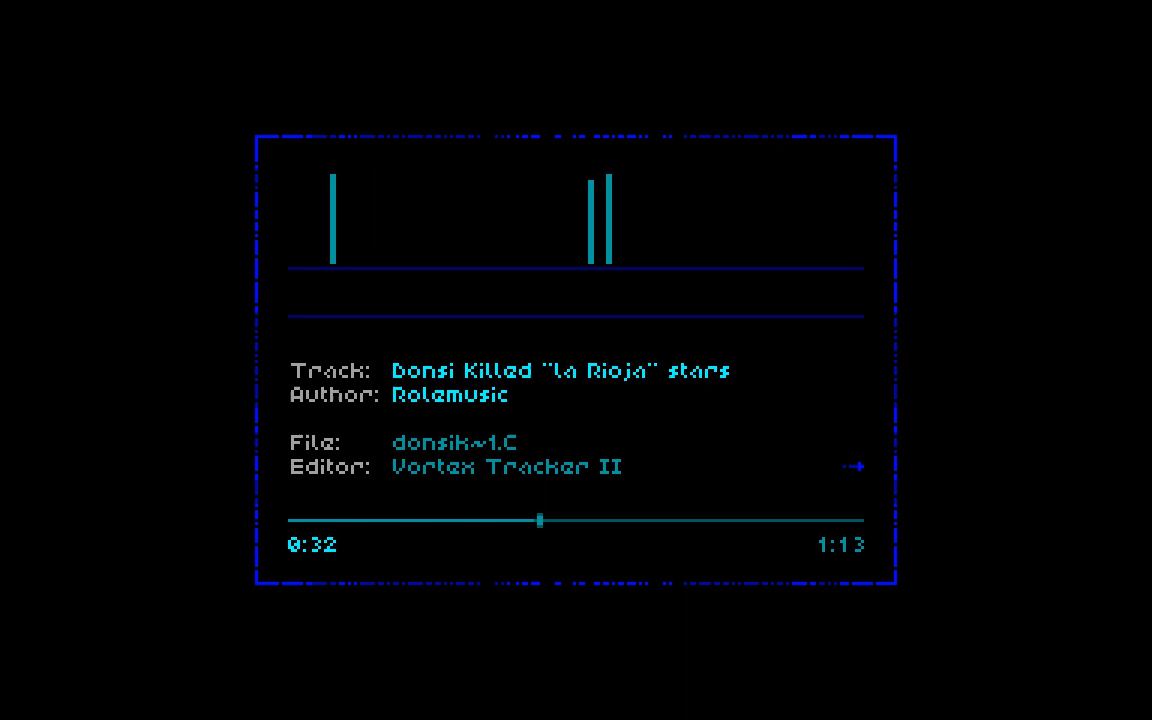 Track: Donsi Killed "la Rioja" stars
Author: Rolemusic
File: donsik~1.C
Editor: Vortex Tracker II
0:32 1:13